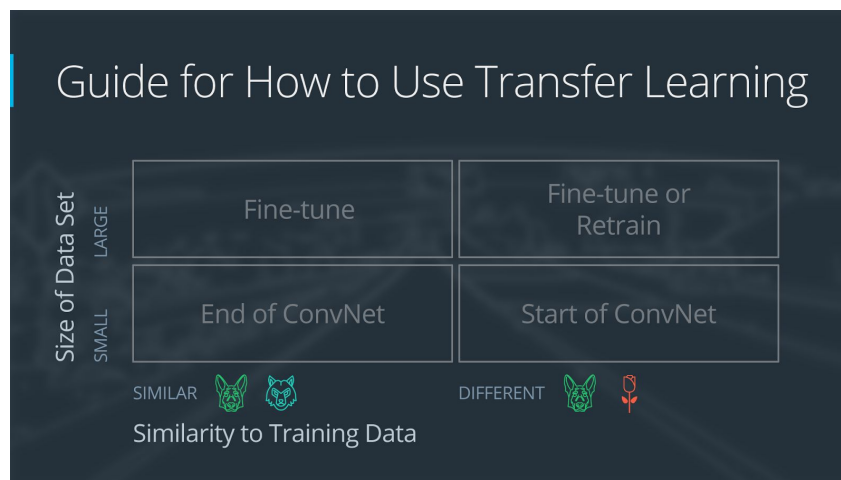 Guide for How to Use Transfer Learning
Size of Data Set
LARGE
SMALL
Fine-tune
Fine-tune or
Retrain
End of ConvNet
Start of ConvNet
SIMILAR
DIFFERENT
Similarity to Training Data